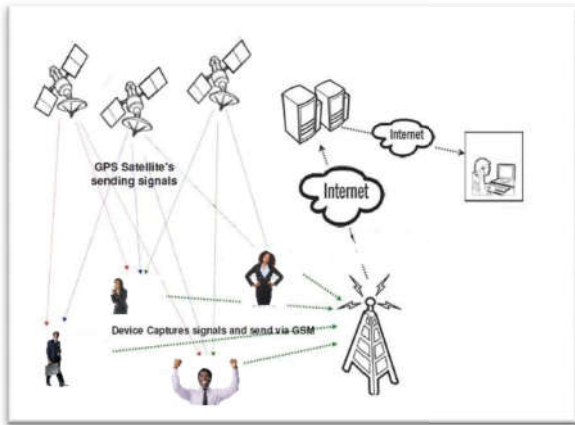 GPS Satellite's
sending signals
Internet
Internet
Device Captures signals and send via GSM